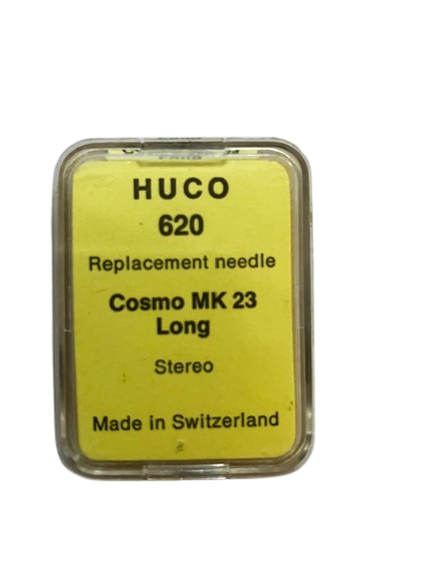 HUCO
620
Replacement needle
Cosmo MK 23
Long
Stereo
Made in Switzerland